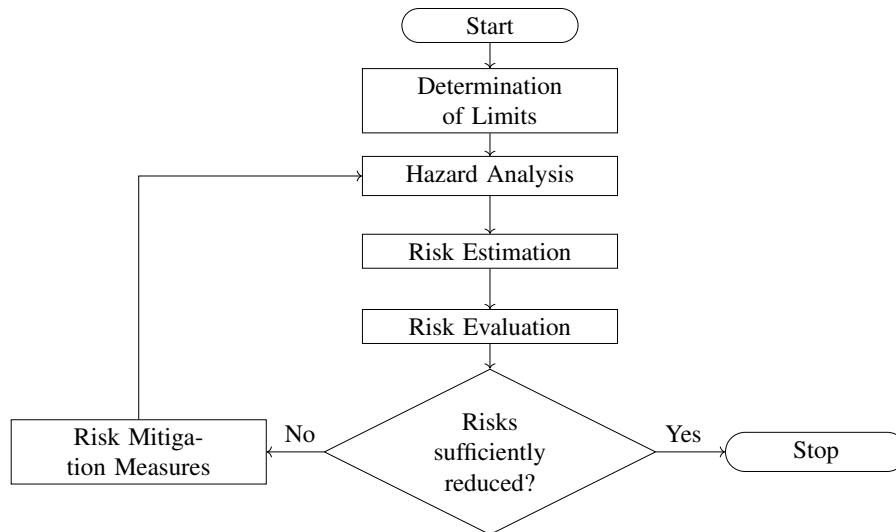 Start
Determination
of Limits
Hazard Analysis
Risk Estimation
Risk Evaluation
Risks
sufficiently
reduced?
No
Yes
Risk Mitiga-
tion Measures
Stop